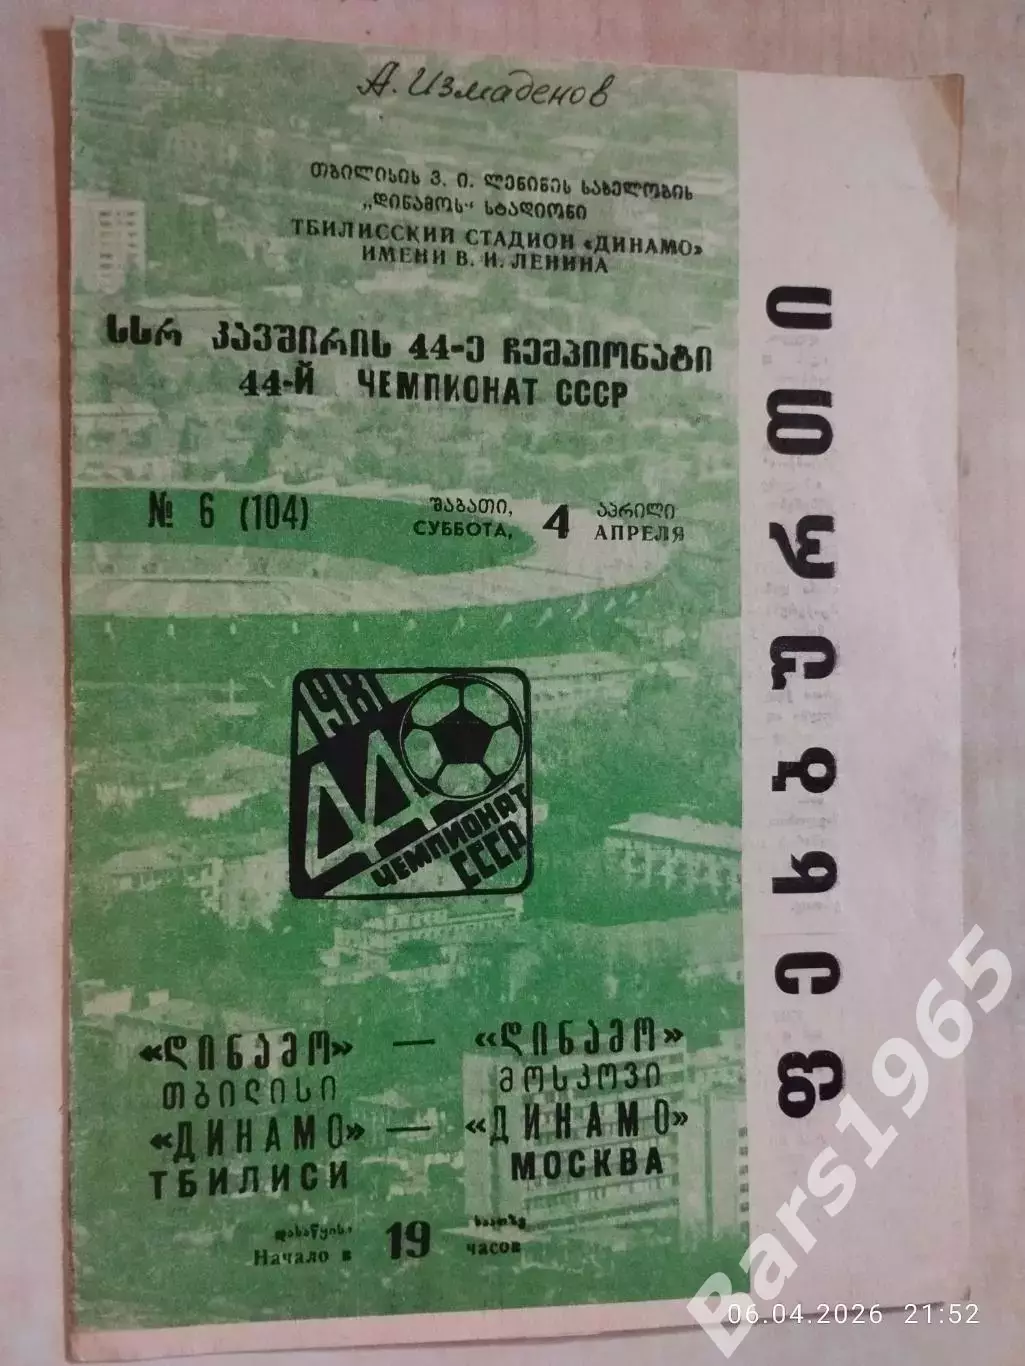 А. Измаденов
თბილისის ვ. ი. ლენინის სახელობის
„დინამოს“ სტადიონი
ТБИЛИССКИЙ СТАДИОН «ДИНАМО»
ИМЕНИ В. И. ЛЕНИНА
სსრ კავშირის 44-ე ჩემპიონატი
44-Й ЧЕМПИОНАТ СССР
№ 6 (104)
შაბათი, 4 აპრილი
СУББОТА, АПРЕЛЯ
1981
44
ЧЕМПИОНАТ
СССР
«დინამო» — «დინამო»
თბილისი მოსკოვი
«ДИНАМО» — «ДИНАМО»
ТБИЛИСИ МОСКВА
დასაწყისი 19 საათზე
Начало в часов
ფეხბურთი
Bars1965
06.04.2026 21:52